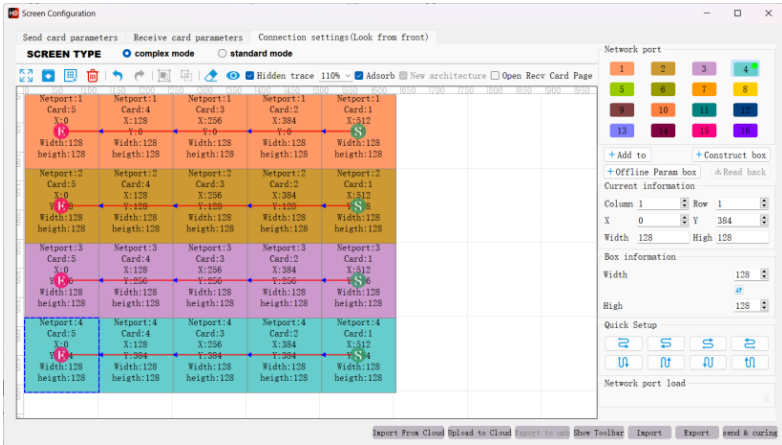 HD Screen Configuration
Send card parameters Receive card parameters Connection settings(Look from front)
SCREEN TYPE complex mode standard mode
Hidden trace 110% Adsorb New architecture Open Recv Card Page
Netport:1 Netport:1 Netport:1 Netport:1 Netport:1
Card:5 Card:4 Card:3 Card:2 Card:1
X:0 X:128 X:256 X:384 X:512
E Y:0 Y:0 Y:0 S
Width:128 Width:128 Width:128 Width:128 Width:128
heigth:128 heigth:128 heigth:128 heigth:128 heigth:128
Netport:2 Netport:2 Netport:2 Netport:2 Netport:2
Card:5 Card:4 Card:3 Card:2 Card:1
X:0 X:128 X:256 X:384 X:512
E Y:128 Y:128 Y:128 S
Width:128 Width:128 Width:128 Width:128 Width:128
heigth:128 heigth:128 heigth:128 heigth:128 heigth:128
Netport:3 Netport:3 Netport:3 Netport:3 Netport:3
Card:5 Card:4 Card:3 Card:2 Card:1
X:0 X:128 X:256 X:384 X:512
E Y:256 Y:256 Y:256 S
Width:128 Width:128 Width:128 Width:128 Width:128
heigth:128 heigth:128 heigth:128 heigth:128 heigth:128
Netport:4 Netport:4 Netport:4 Netport:4 Netport:4
Card:5 Card:4 Card:3 Card:2 Card:1
X:0 X:128 X:256 X:384 X:512
E Y:384 Y:384 Y:384 S
Width:128 Width:128 Width:128 Width:128 Width:128
heigth:128 heigth:128 heigth:128 heigth:128 heigth:128
Network port
1 2 3 4
5 6 7 8
9 10 11 12
13 14 15 16
+Add to +Construct box
+Offline Param box Read back
Current information
Column 1 Row 1
X 0 Y 384
Width 128 High 128
Box information
Width 128
High 128
Quick Setup
Network port load
Import From Cloud Upload to Cloud Export to usb Show Toolbar Import Export send & curing